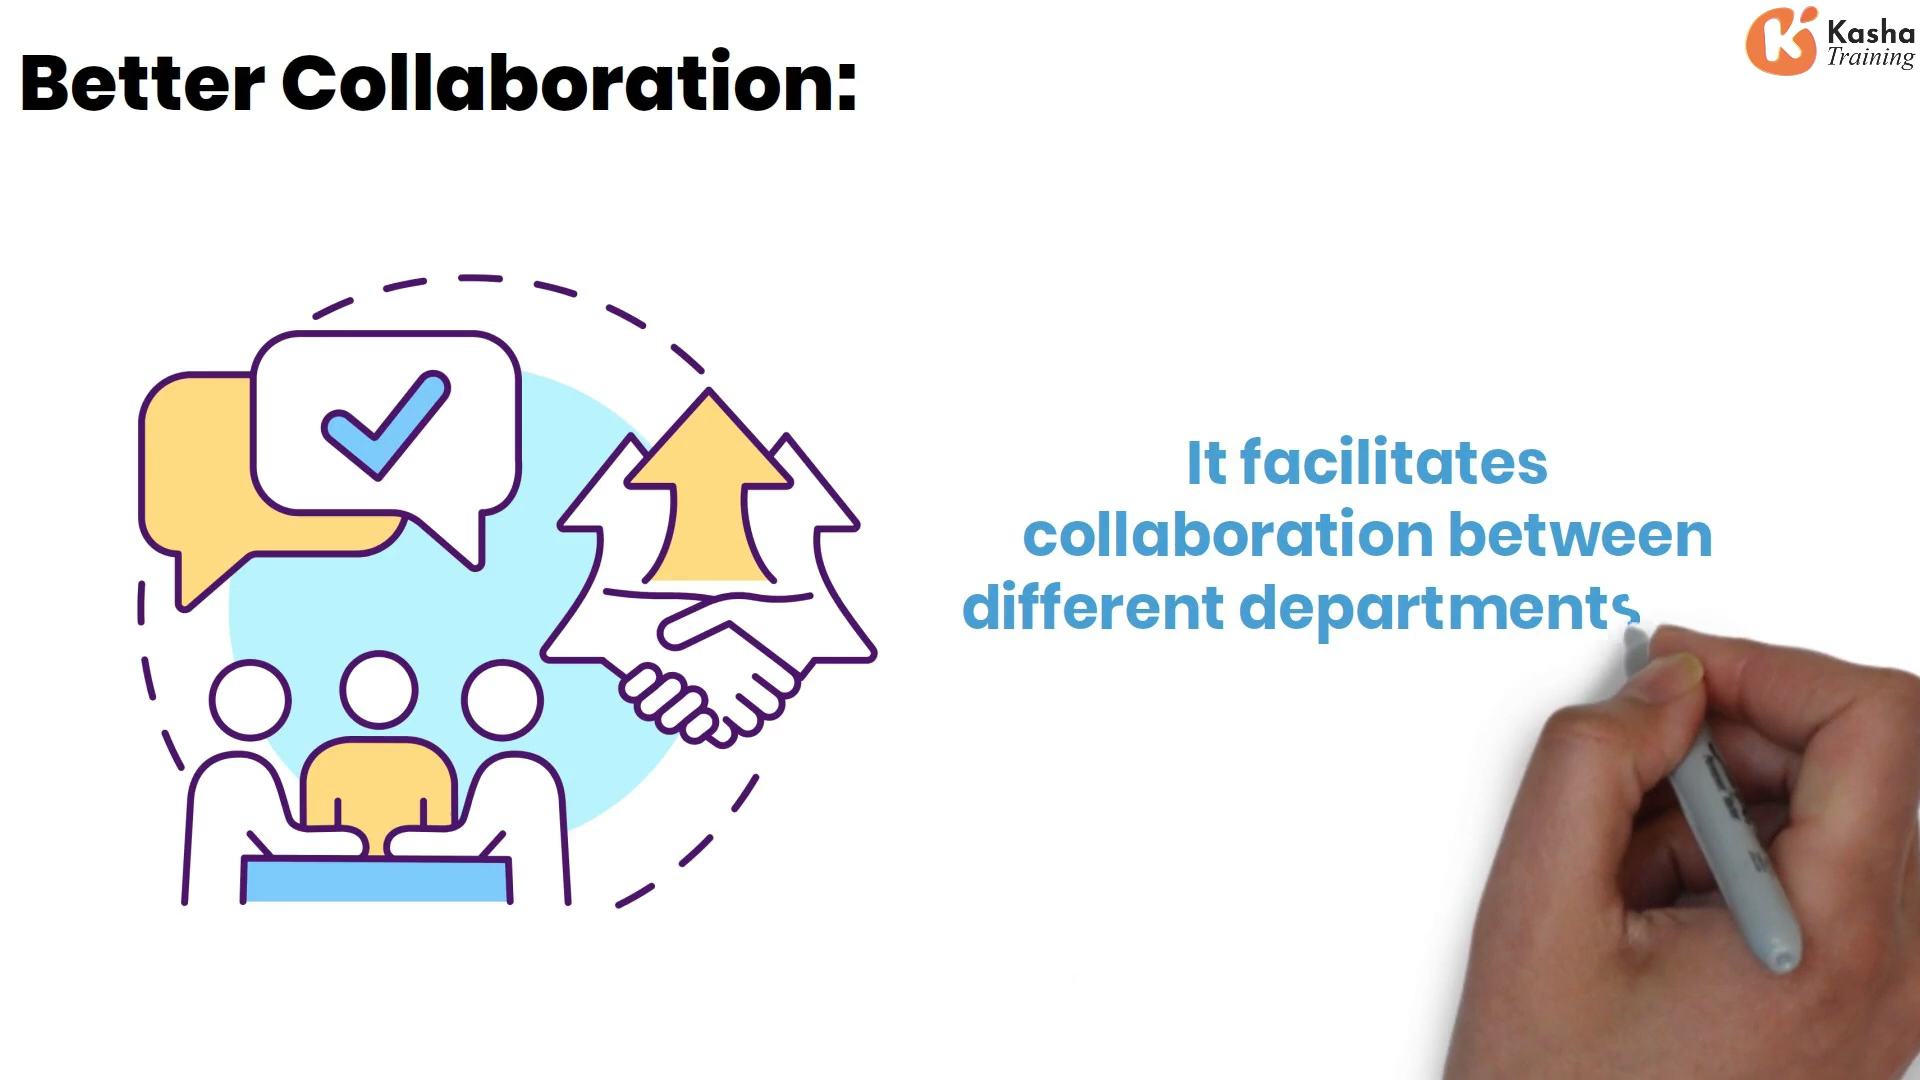 Better Collaboration:
Kasha
Training
It facilitates
collaboration between
different departments